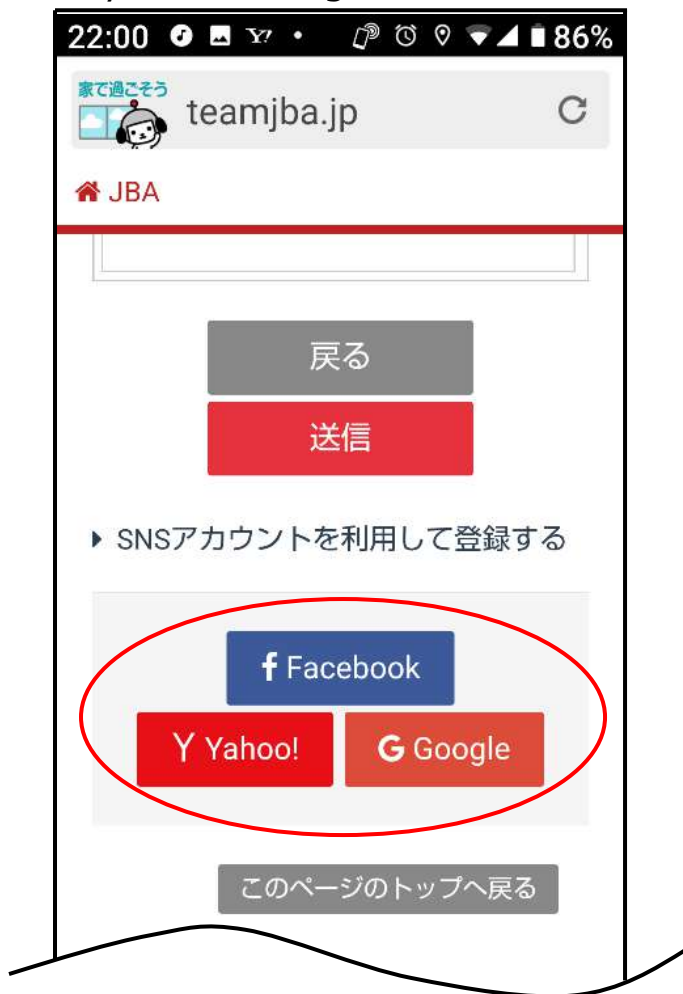 22:00 Y! 86%
家で過ごそう
teamjba.jp
JBA
戻る
送信
SNSアカウントを利用して登録する
f Facebook
Y Yahoo!
G Google
このページのトップへ戻る